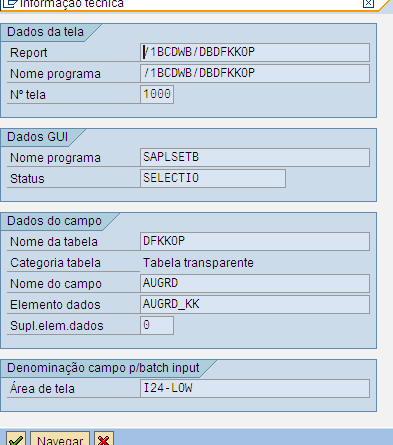 Informação técnica
Dados da tela
Report /1BCDWB/DBDFKKOP
Nome programa /1BCDWB/DBDFKKOP
Nº tela 1000
Dados GUI
Nome programa SAPLSETB
Status SELECTIO
Dados do campo
Nome da tabela DFKKOP
Categoria tabela Tabela transparente
Nome do campo AUGRD
Elemento dados AUGRD_KK
Supl.elem.dados 0
Denominação campo p/batch input
Área de tela I24-LOW
Navegar